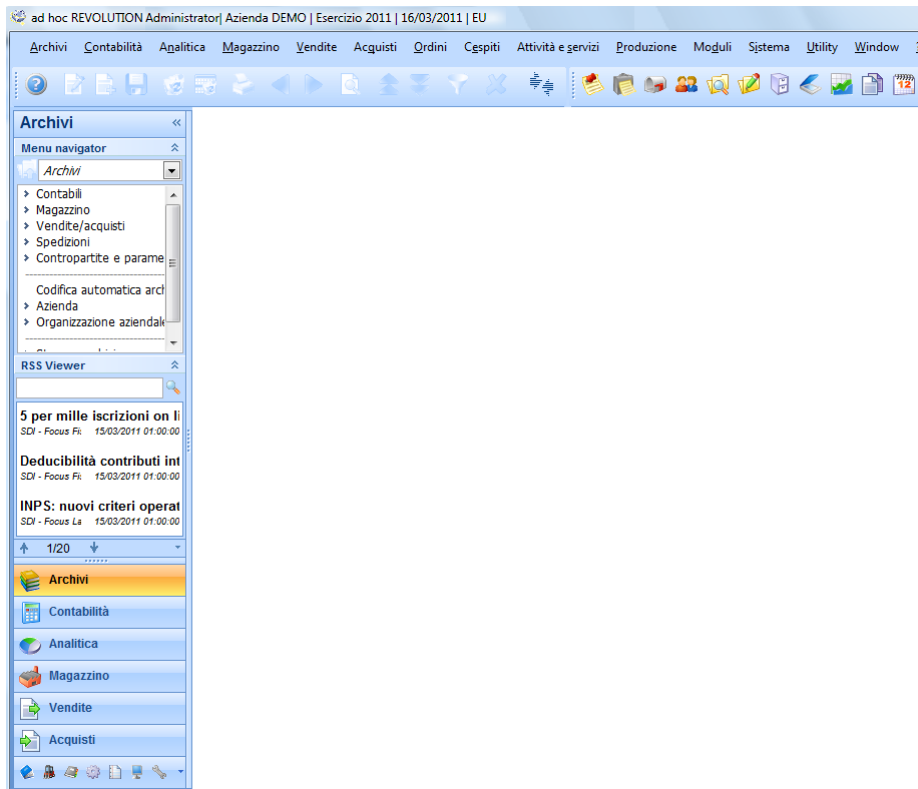 ad hoc REVOLUTION Administrator| Azienda DEMO | Esercizio 2011 | 16/03/2011 | EU
Archivi Contabilità Analitica Magazzino Vendite Acquisti Ordini Cespiti Attività e servizi Produzione Moduli Sistema Utility Window
12
Archivi «
Menu navigator
Archivi
Contabili
Magazzino
Vendite/acquisti
Spedizioni
Contropartite e parame
Codifica automatica arch
Azienda
Organizzazione aziendale
RSS Viewer
5 per mille iscrizioni on li
SDI - Focus Fi: 15/03/2011 01:00:00
Deducibilità contributi int
SDI - Focus Fi: 15/03/2011 01:00:00
INPS: nuovi criteri operat
SDI - Focus La 15/03/2011 01:00:00
1/20
Archivi
Contabilità
Analitica
Magazzino
Vendite
Acquisti